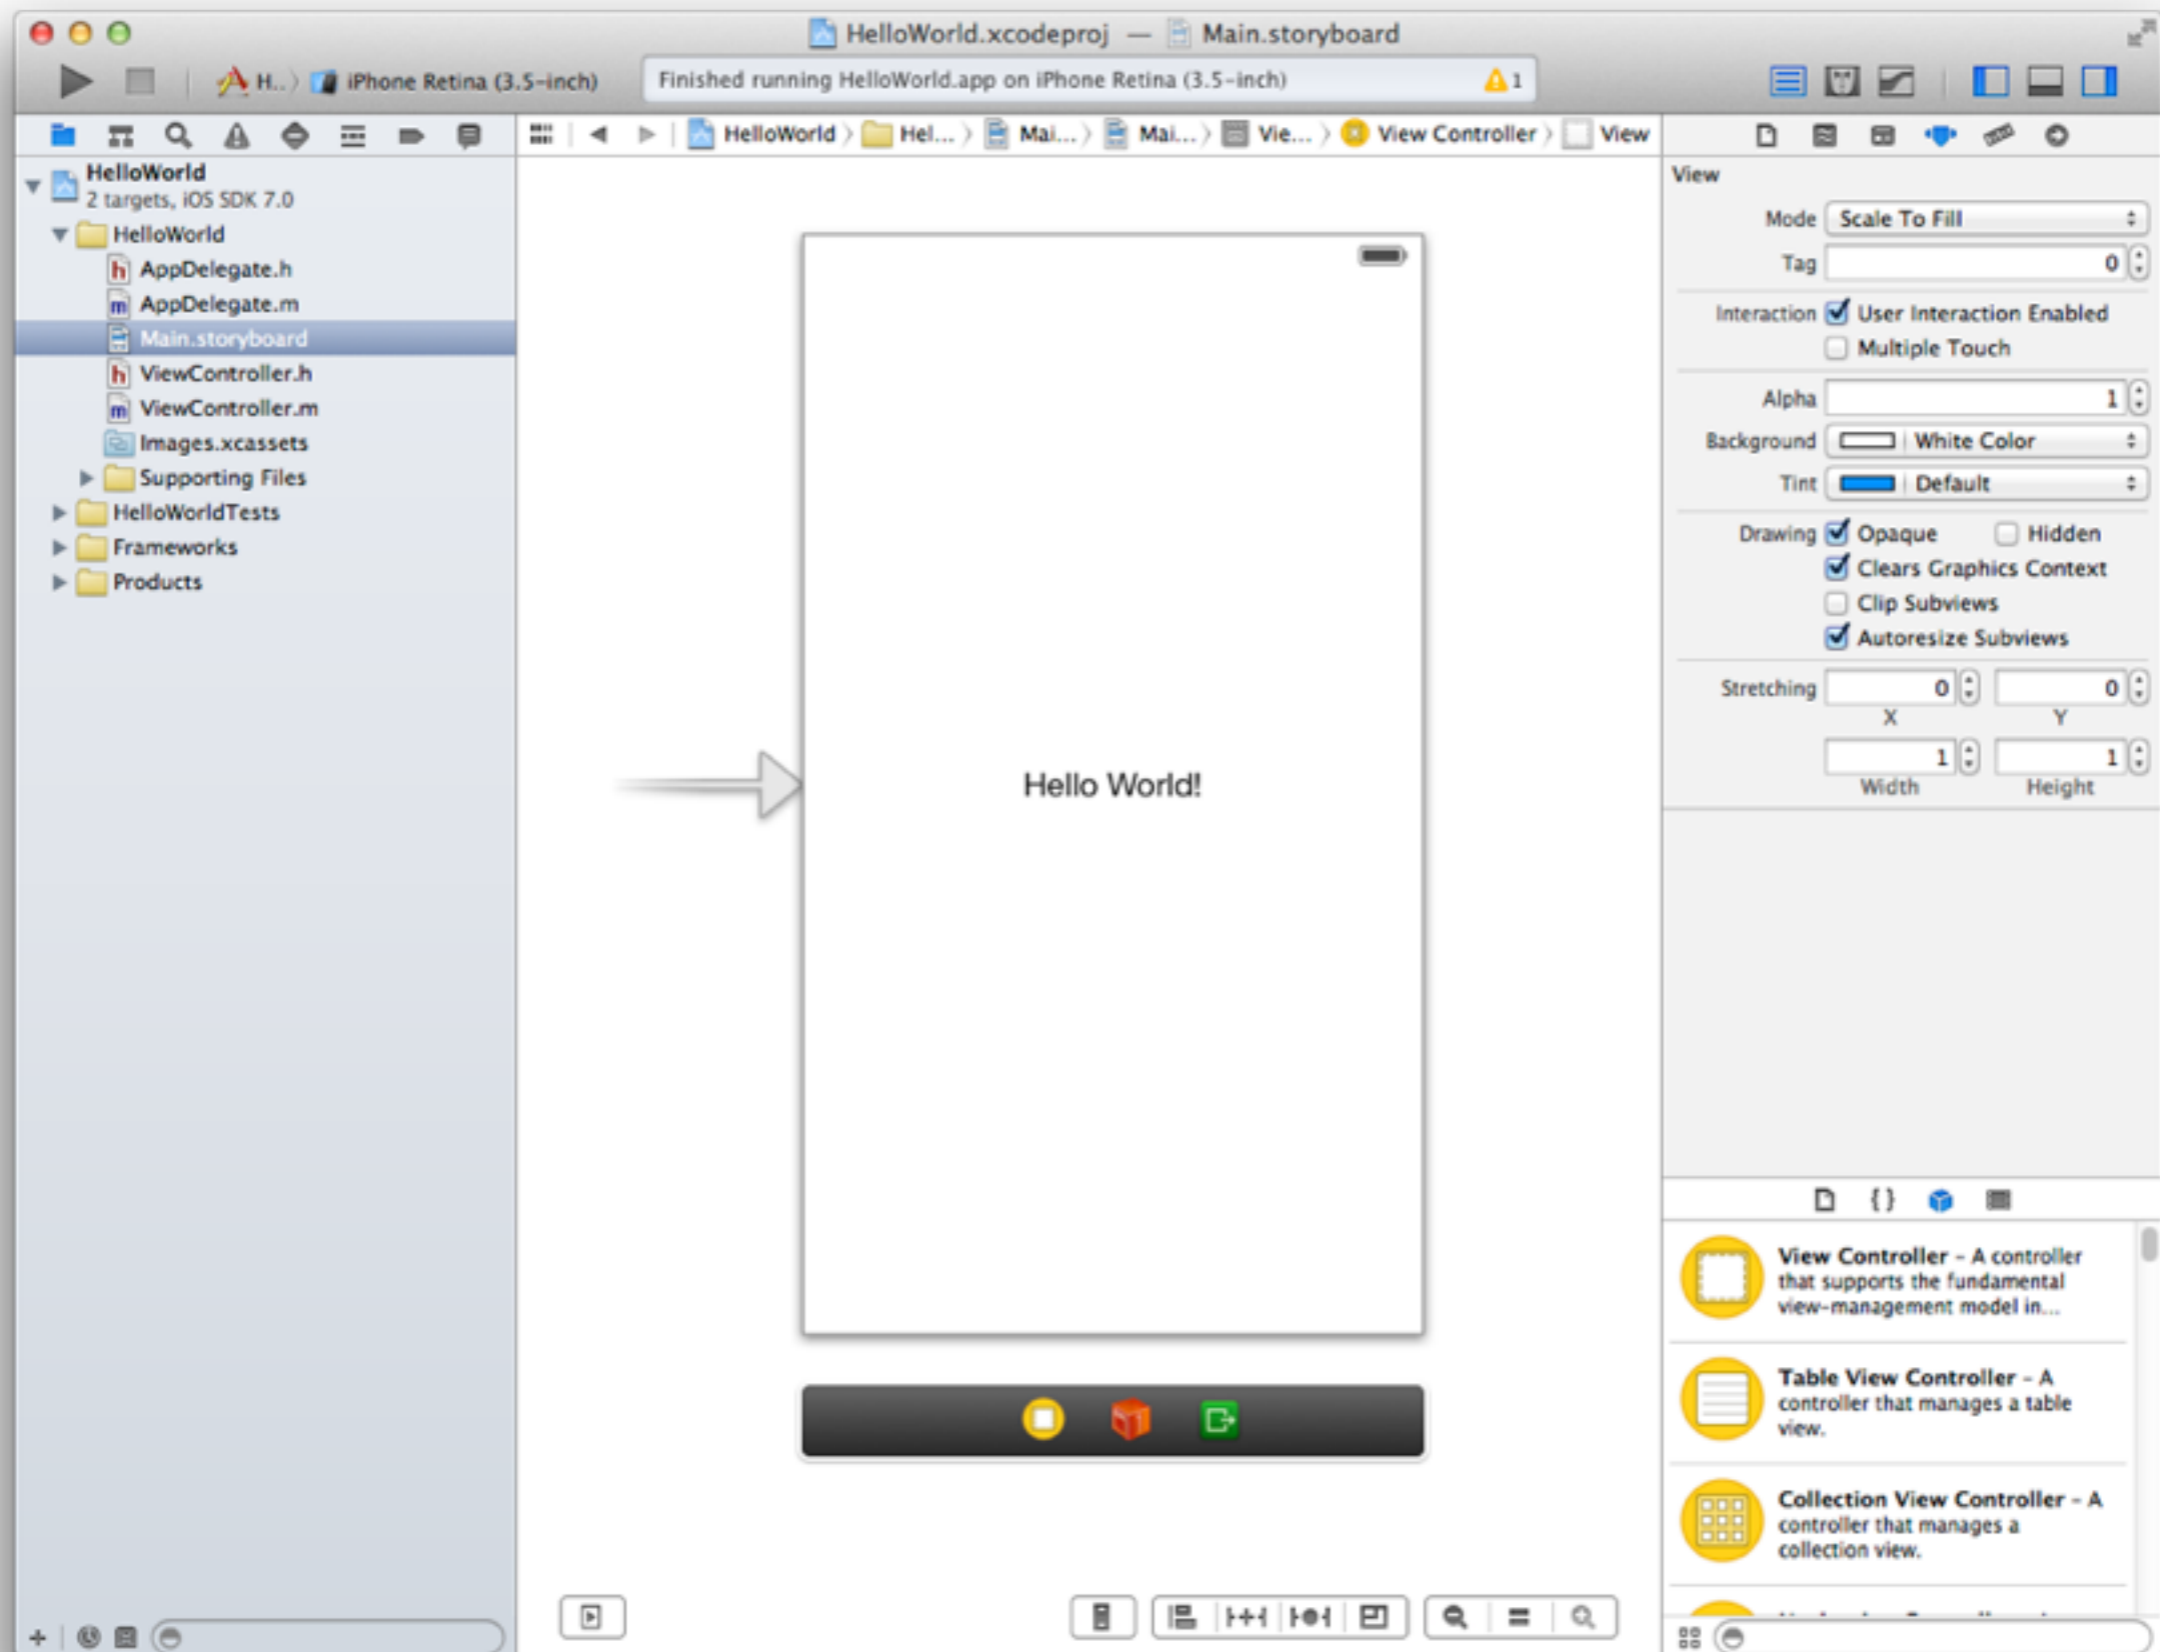 HelloWorld.xcodeproj — Main.storyboard
H.. iPhone Retina (3.5-inch)
Finished running HelloWorld.app on iPhone Retina (3.5-inch)
1
HelloWorld
2 targets, iOS SDK 7.0
HelloWorld
AppDelegate.h
AppDelegate.m
Main.storyboard
ViewController.h
ViewController.m
Images.xcassets
Supporting Files
HelloWorldTests
Frameworks
Products
HelloWorld Hel... Mai... Mai... Vie... View Controller View
Hello World!
View
Mode Scale To Fill
Tag 0
Interaction User Interaction Enabled
Multiple Touch
Alpha 1
Background White Color
Tint Default
Drawing Opaque Hidden
Clears Graphics Context
Clip Subviews
Autoresize Subviews
Stretching 0 0
X Y
1 1
Width Height
{ }
View Controller - A controller
that supports the fundamental
view-management model in...
Table View Controller - A
controller that manages a table
view.
Collection View Controller - A
controller that manages a
collection view.